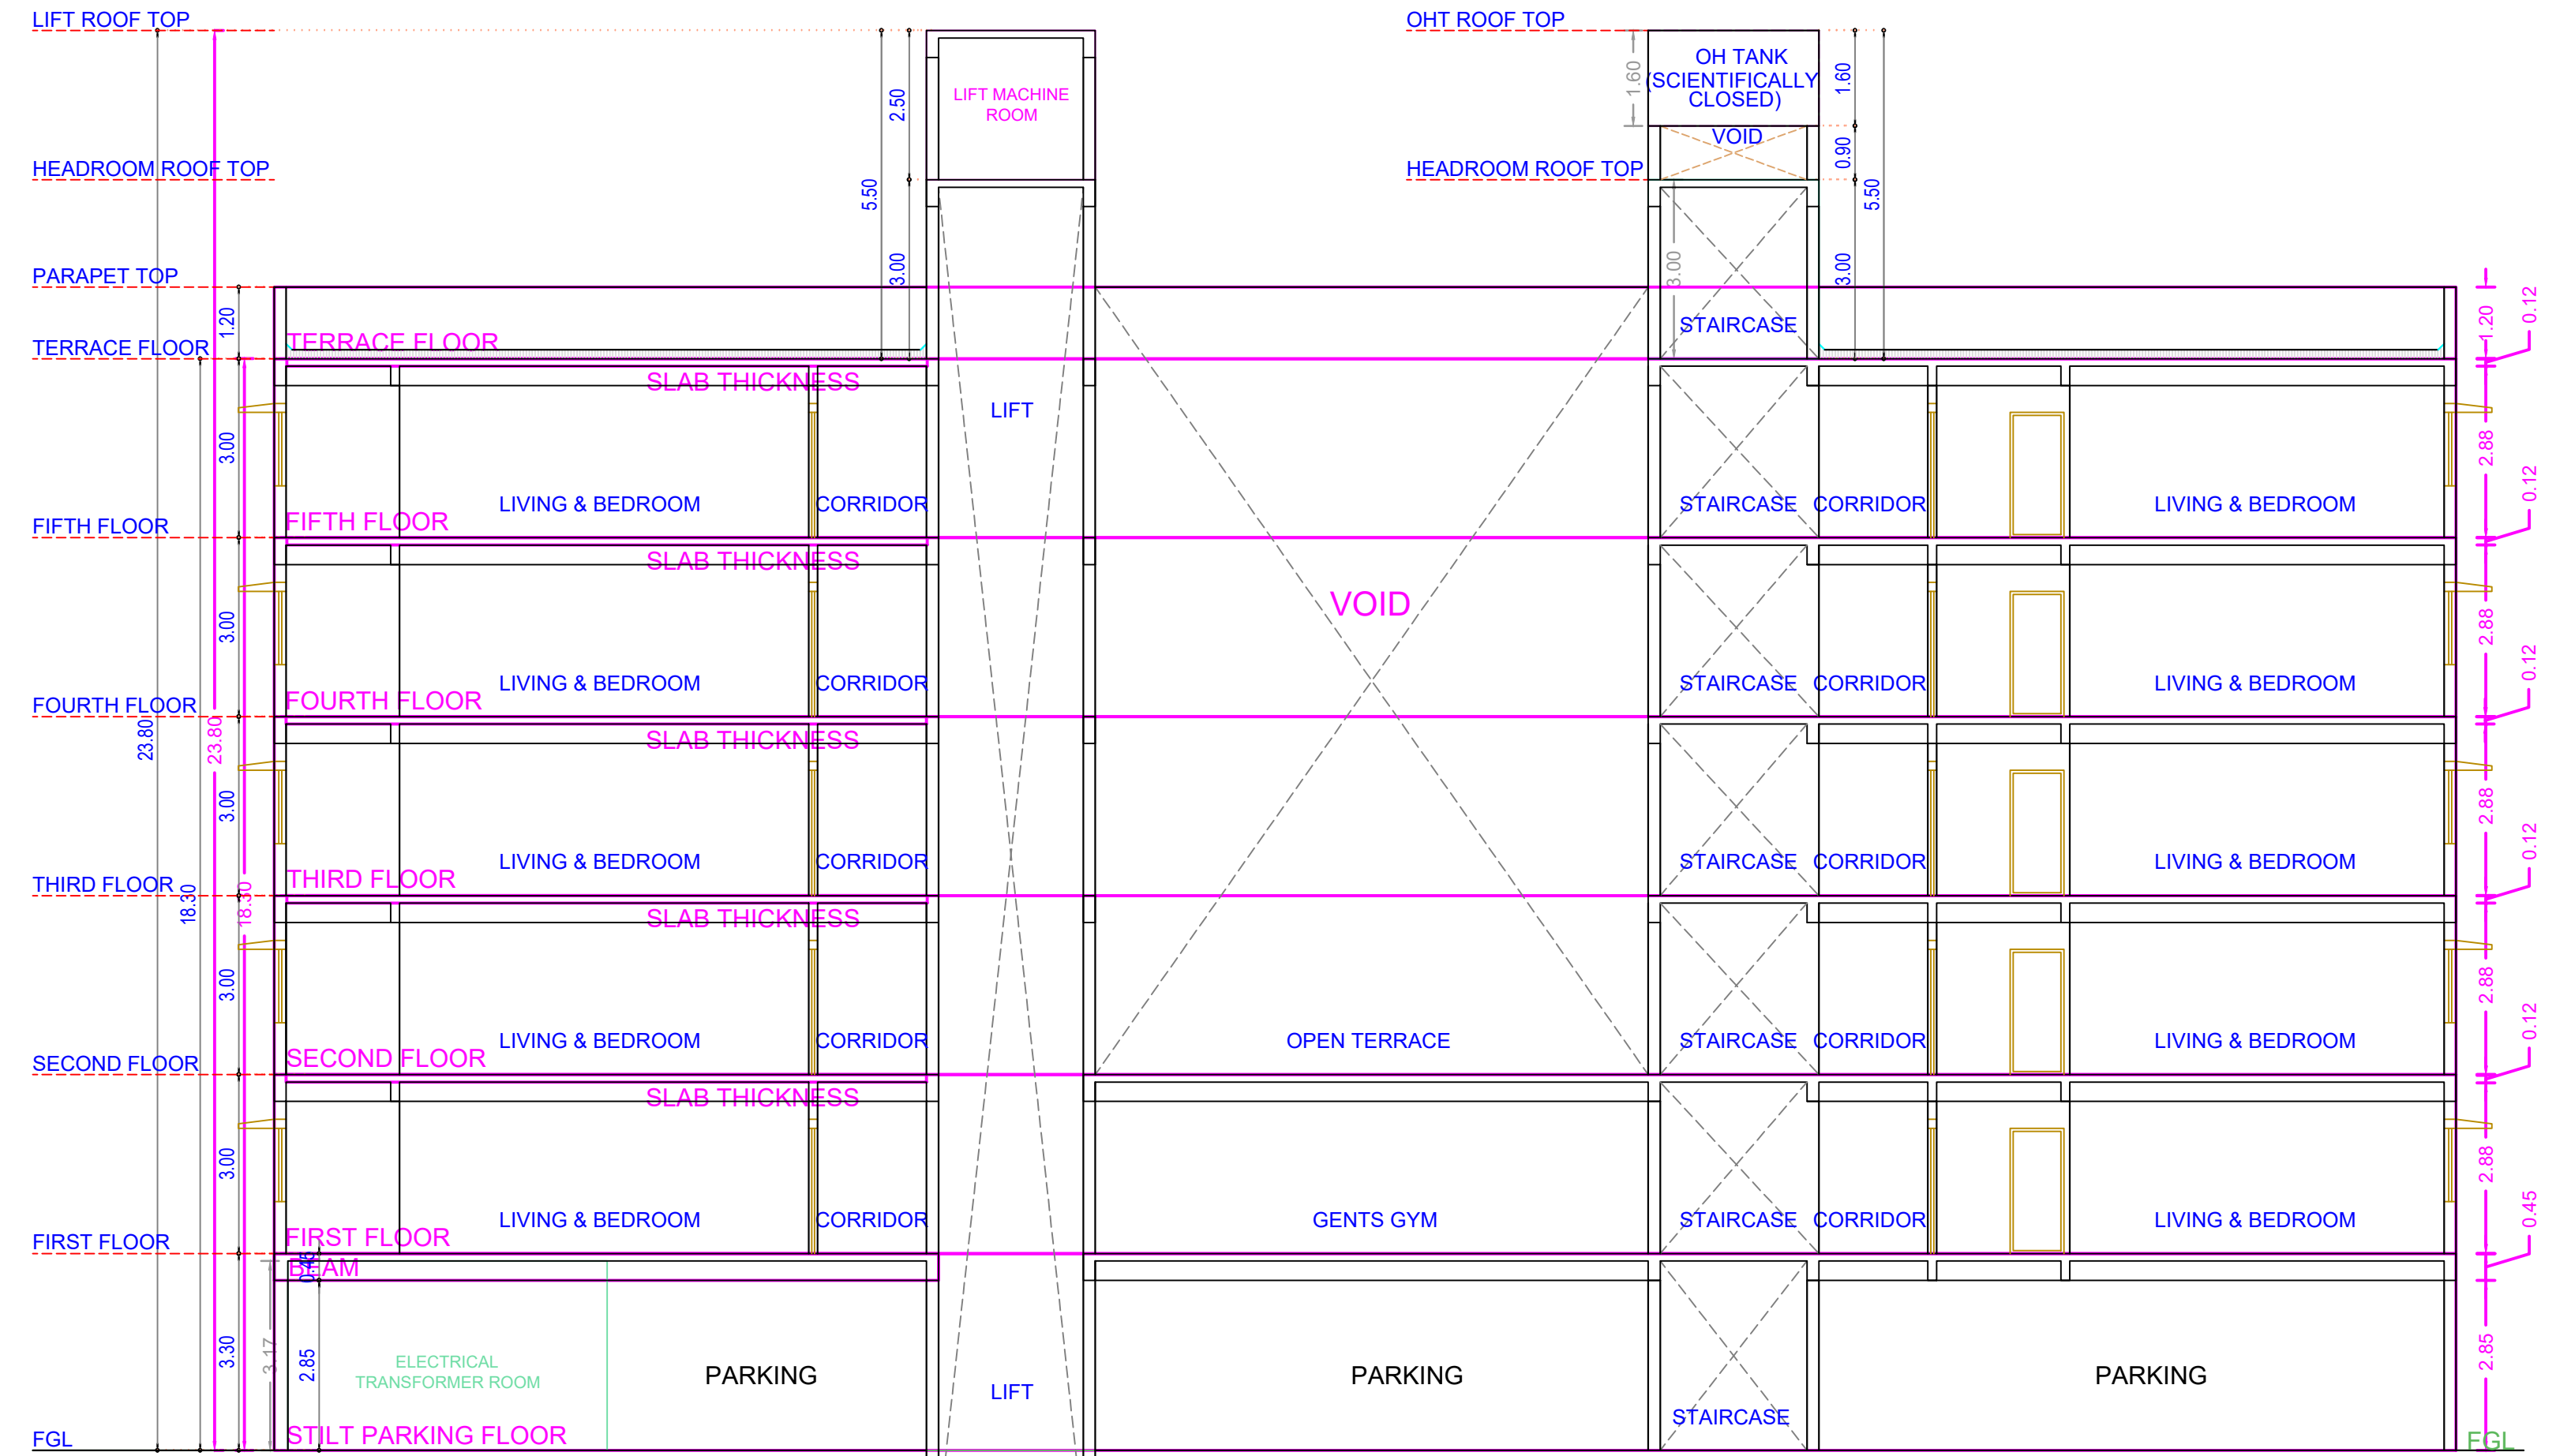 LIFT ROOF TOP
OHT ROOF TOP
OH TANK
(SCIENTIFICALLY
CLOSED)
1.60
1.60
LIFT MACHINE
ROOM
2.50
VOID
0.90
HEADROOM ROOF TOP
HEADROOM ROOF TOP
5.50
5.50
3.00
3.00
3.00
PARAPET TOP
1.20
1.20
0.12
STAIRCASE
TERRACE FLOOR
TERRACE FLOOR
SLAB THICKNESS
LIFT
3.00
2.88
LIVING & BEDROOM
CORRIDOR
STAIRCASE
CORRIDOR
LIVING & BEDROOM
0.12
FIFTH FLOOR
FIFTH FLOOR
SLAB THICKNESS
VOID
3.00
2.88
LIVING & BEDROOM
CORRIDOR
STAIRCASE
CORRIDOR
LIVING & BEDROOM
0.12
FOURTH FLOOR
FOURTH FLOOR
23.80
23.80
SLAB THICKNESS
3.00
2.88
LIVING & BEDROOM
CORRIDOR
STAIRCASE
CORRIDOR
LIVING & BEDROOM
0.12
THIRD FLOOR
THIRD FLOOR
18.30
18.30
SLAB THICKNESS
3.00
2.88
LIVING & BEDROOM
CORRIDOR
OPEN TERRACE
STAIRCASE
CORRIDOR
LIVING & BEDROOM
0.12
SECOND FLOOR
SECOND FLOOR
SLAB THICKNESS
3.00
2.88
LIVING & BEDROOM
CORRIDOR
GENTS GYM
STAIRCASE
CORRIDOR
LIVING & BEDROOM
0.45
FIRST FLOOR
FIRST FLOOR
BEAM
0.45
3.30
3.17
2.85
2.85
ELECTRICAL
TRANSFORMER ROOM
PARKING
LIFT
PARKING
PARKING
STAIRCASE
FGL
STILT PARKING FLOOR
FGL